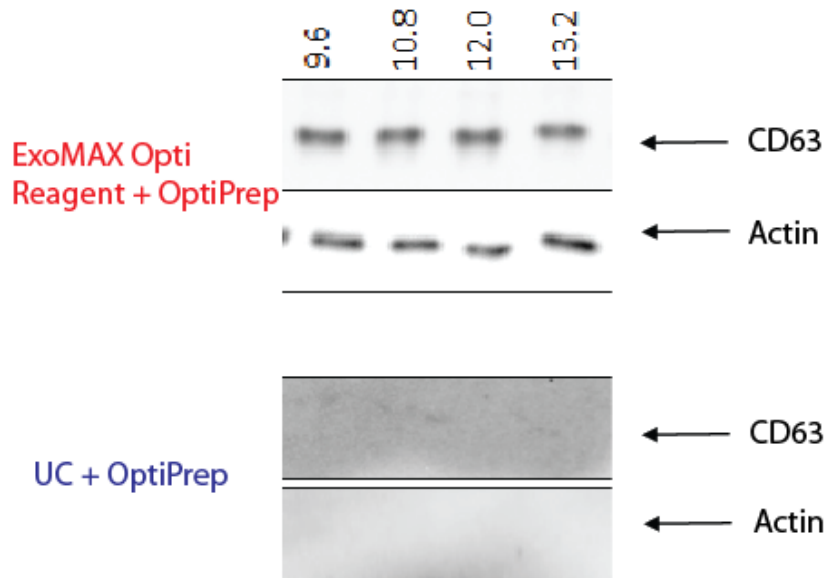 9.6 10.8 12.0 13.2
ExoMAX Opti
Reagent + OptiPrep
CD63
Actin
UC + OptiPrep
CD63
Actin